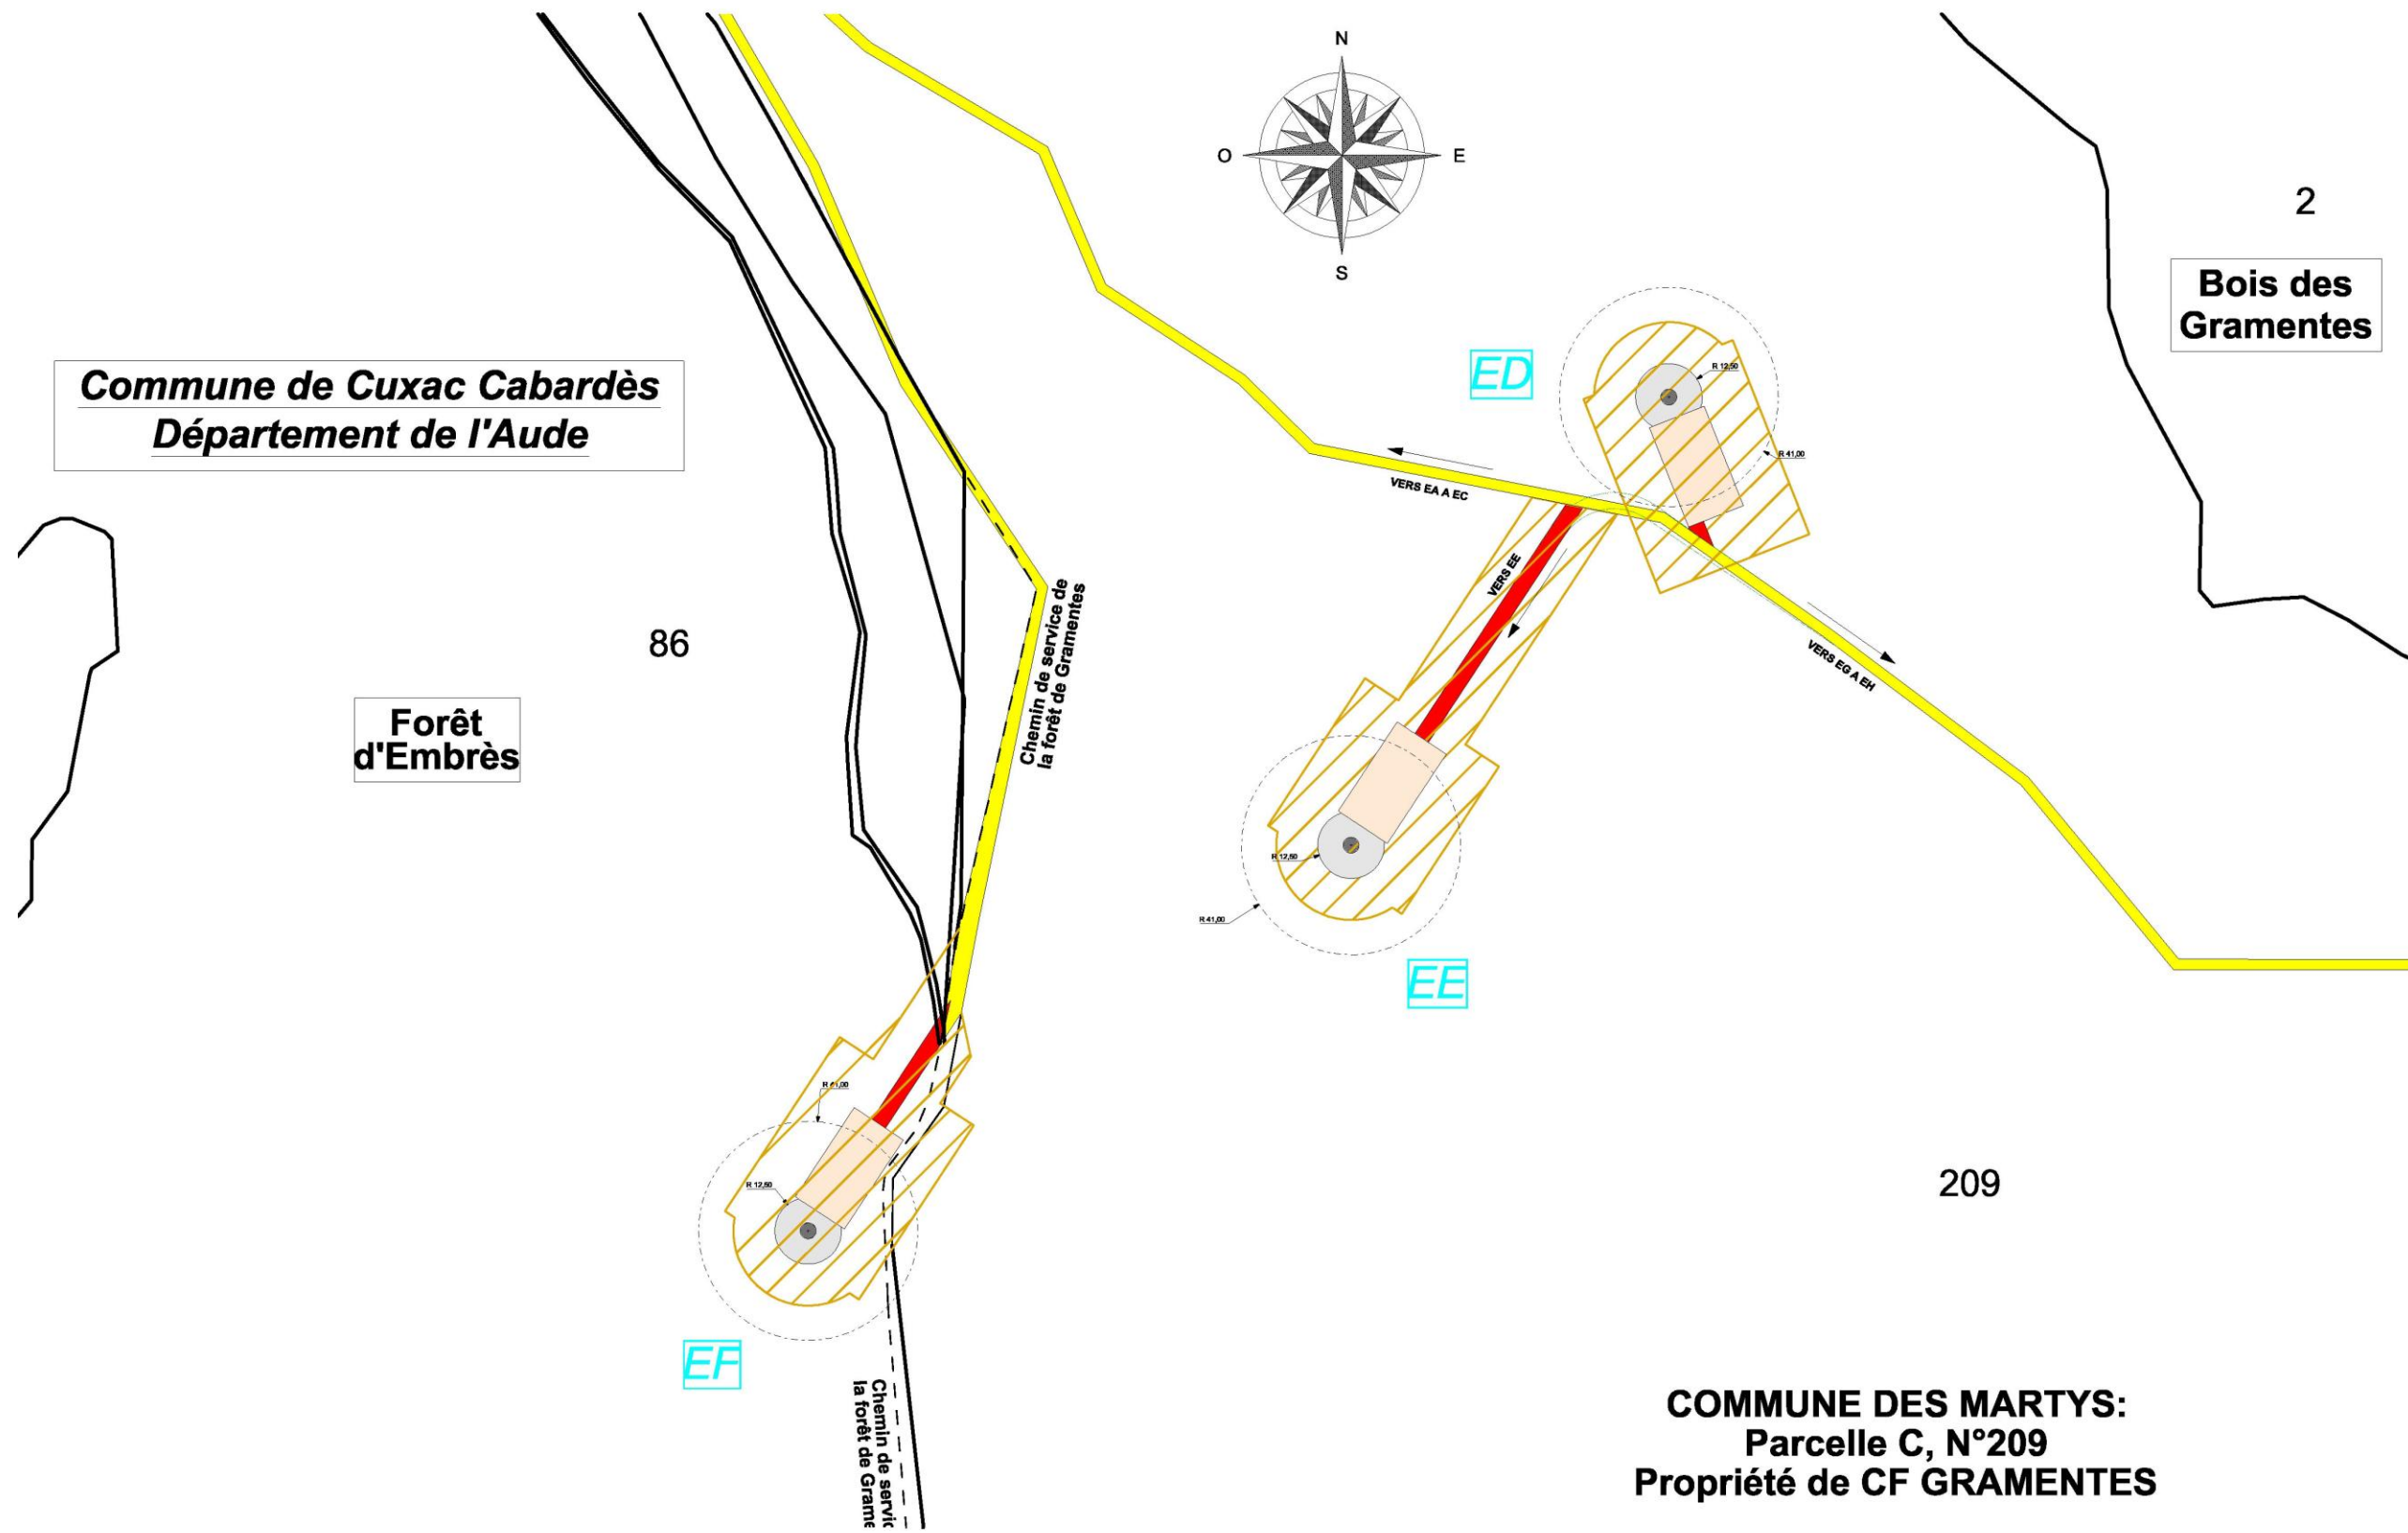 N
O
E
S
2
Bois des
Gramentes
Commune de Cuxac Cabardès
Département de l'Aude
ED
R 12,50
R 41,00
VERS EA A EC
VERS EE
VERS EG A EH
Chemin de service de
la forêt de Gramentes
86
Forêt
d'Embrès
R 12,50
R 41,00
EE
R 41,00
R 12,50
209
EF
Chemin de servic
la forêt de Grame
COMMUNE DES MARTYS:
Parcelle C, N°209
Propriété de CF GRAMENTES